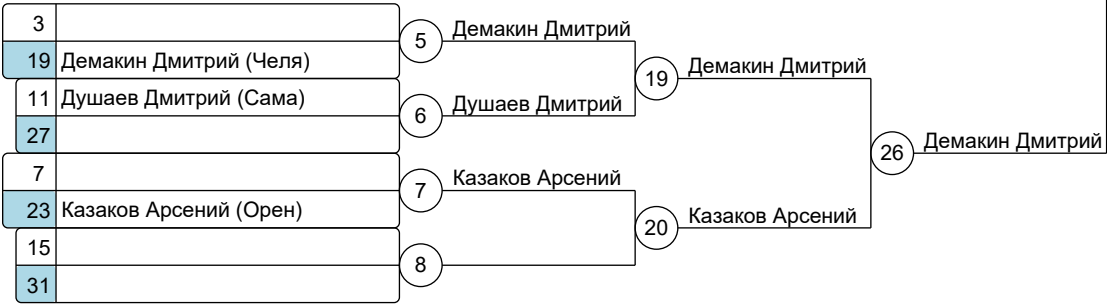 3
19 Демакин Дмитрий (Челя)
11 Душаев Дмитрий (Сама)
27
7
23 Казаков Арсений (Орен)
15
31
5 Демакин Дмитрий
6 Душаев Дмитрий
7 Казаков Арсений
8
19 Демакин Дмитрий
20 Казаков Арсений
26 Демакин Дмитрий